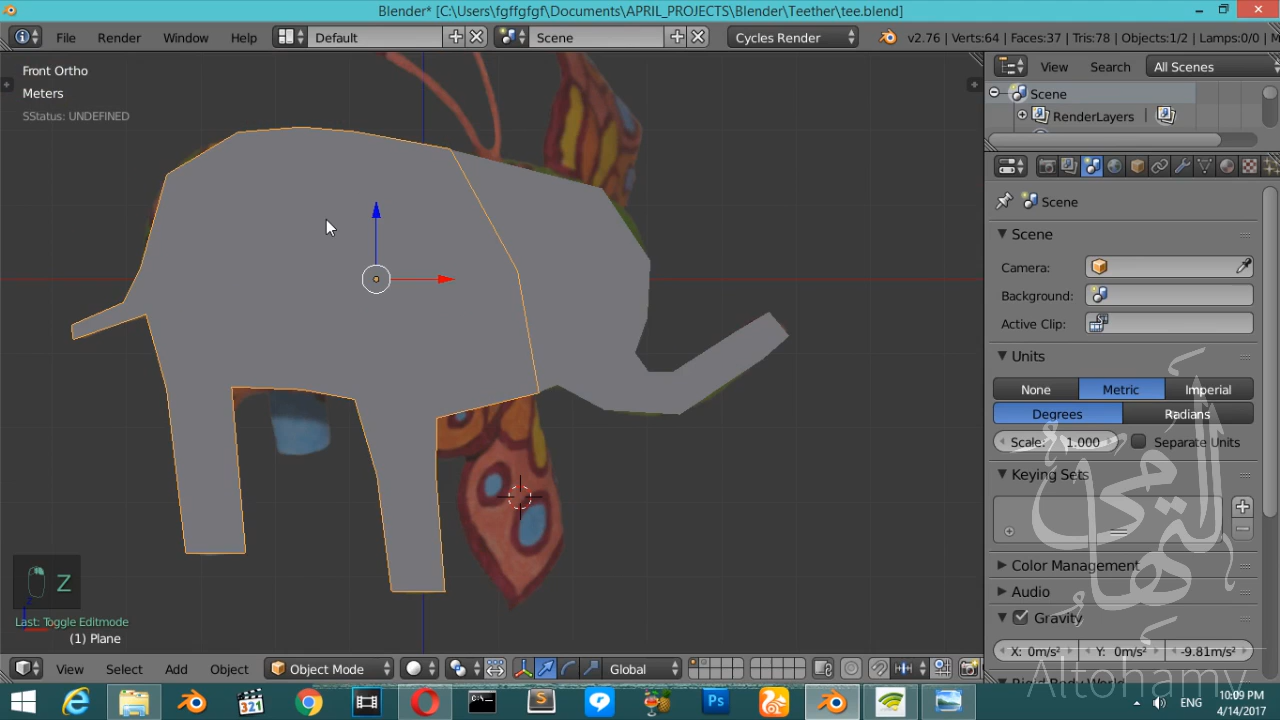 Blender* [C:\Users\fgffgfgf\Documents\APRIL_PROJECTS\Blender\Teether\tee.blend]
File Render Window Help Default Scene Cycles Render v2.76 | Verts:64 | Faces:37 | Tris:78 | Objects:1/2 | Lamps:0/0 | M
Front Ortho
Meters
SStatus: UNDEFINED
View Search All Scenes
Scene
RenderLayers
Scene
Scene
Camera:
Background:
Active Clip:
Units
None Metric Imperial
Degrees Radians
Scale: 1.000 Separate Units
Keying Sets
Color Management
Audio
Gravity
X: 0m/s² Y: 0m/s² -9.81m/s²
Z
Last: Toggle Editmode
(1) Plane
View Select Add Object Object Mode Global
321
Ps
ENG
10:09 PM
4/14/2017